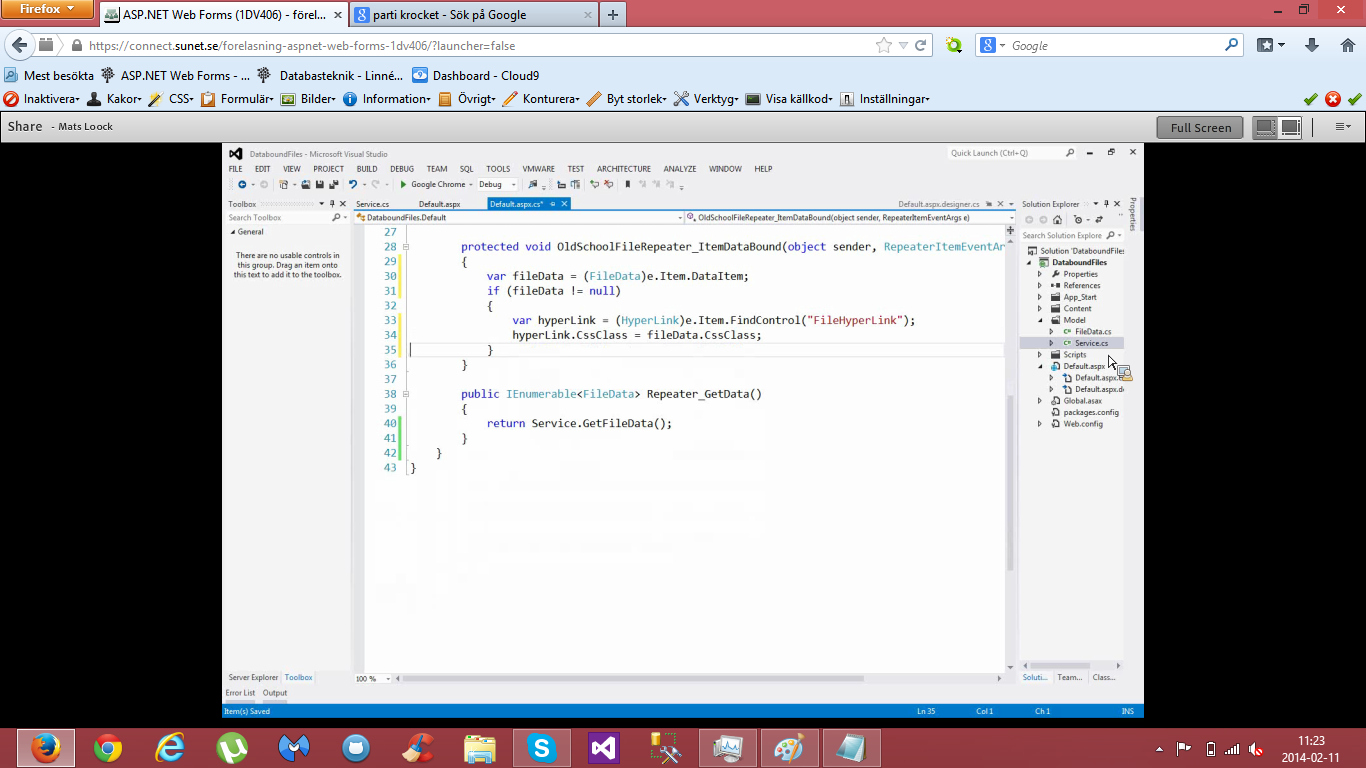 Firefox
ASP.NET Web Forms (1DV406) - förel...
parti krocket - Sök på Google
https://connect.sunet.se/forelasning-aspnet-web-forms-1dv406/?launcher=false
Google
Mest besökta
ASP.NET Web Forms - ...
Databasteknik - Linné...
Dashboard - Cloud9
Inaktivera
Kakor
CSS
Formulär
Bilder
Information
Övrigt
Konturera
Byt storlek
Verktyg
Visa källkod
Inställningar
Share - Mats Loock
Full Screen
DataboundFiles - Microsoft Visual Studio
Quick Launch (Ctrl+Q)
FILE EDIT VIEW PROJECT BUILD DEBUG TEAM SQL TOOLS VMWARE TEST ARCHITECTURE ANALYZE WINDOW HELP
Google Chrome
Debug
Toolbox
Service.cs
Default.aspx
Default.aspx.cs*
Default.aspx.designer.cs
Solution Explorer
Properties
Search Toolbox
DataboundFiles.Default
OldSchoolFileRepeater_ItemDataBound(object sender, RepeaterItemEventArgs e)
General
There are no usable controls in
this group. Drag an item onto
this text to add it to the toolbox.
27
28 protected void OldSchoolFileRepeater_ItemDataBound(object sender, RepeaterItemEventAr
29 {
30 var fileData = (FileData)e.Item.DataItem;
31 if (fileData != null)
32 {
33 var hyperLink = (HyperLink)e.Item.FindControl("FileHyperLink");
34 hyperLink.CssClass = fileData.CssClass;
35 }
36 }
37
38 public IEnumerable<FileData> Repeater_GetData()
39 {
40 return Service.GetFileData();
41 }
42 }
43 }
Search Solution Explore
Solution 'DataboundFiles
DataboundFiles
Properties
References
App_Start
Content
Model
FileData.cs
Service.cs
Scripts
Default.aspx
Default.aspx.c
Default.aspx.de
Global.asax
packages.config
Web.config
Server Explorer
Toolbox
100 %
Soluti...
Team...
Class...
Error List
Output
Item(s) Saved
Ln 35
Col 1
Ch 1
INS
11:23
2014-02-11